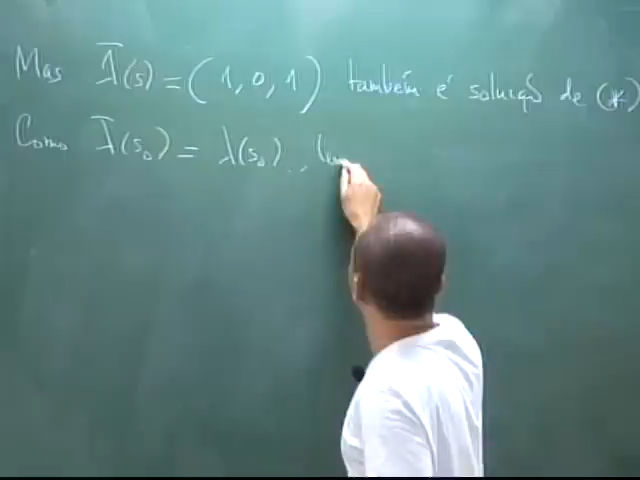 Mas λ̄(s) = (1, 0, 1) também é solução de (*)
Como λ̄(s₀) = λ(s₀),